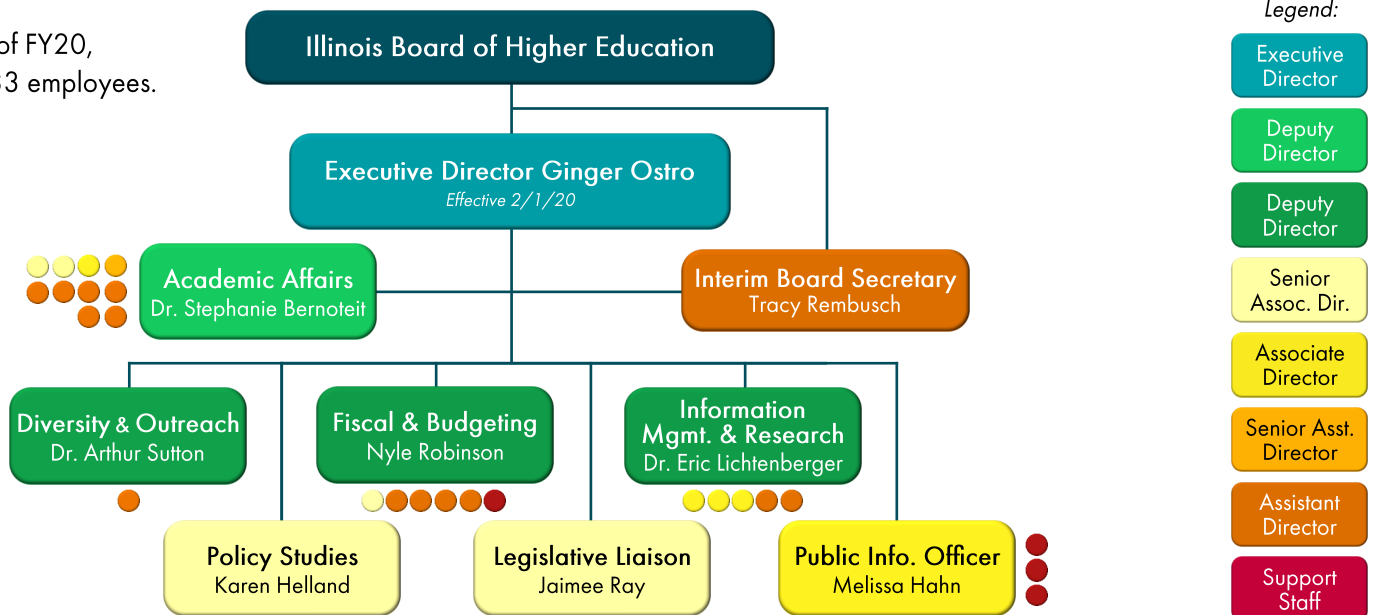 of FY20,
33 employees.
Illinois Board of Higher Education
Executive Director Ginger Ostro
Effective 2/1/20
Academic Affairs
Dr. Stephanie Bernoteit
Interim Board Secretary
Tracy Rembusch
Diversity & Outreach
Dr. Arthur Sutton
Fiscal & Budgeting
Nyle Robinson
Information
Mgmt. & Research
Dr. Eric Lichtenberger
Policy Studies
Karen Helland
Legislative Liaison
Jaimee Ray
Public Info. Officer
Melissa Hahn
Legend:
Executive
Director
Deputy
Director
Deputy
Director
Senior
Assoc. Dir.
Associate
Director
Senior Asst.
Director
Assistant
Director
Support
Staff